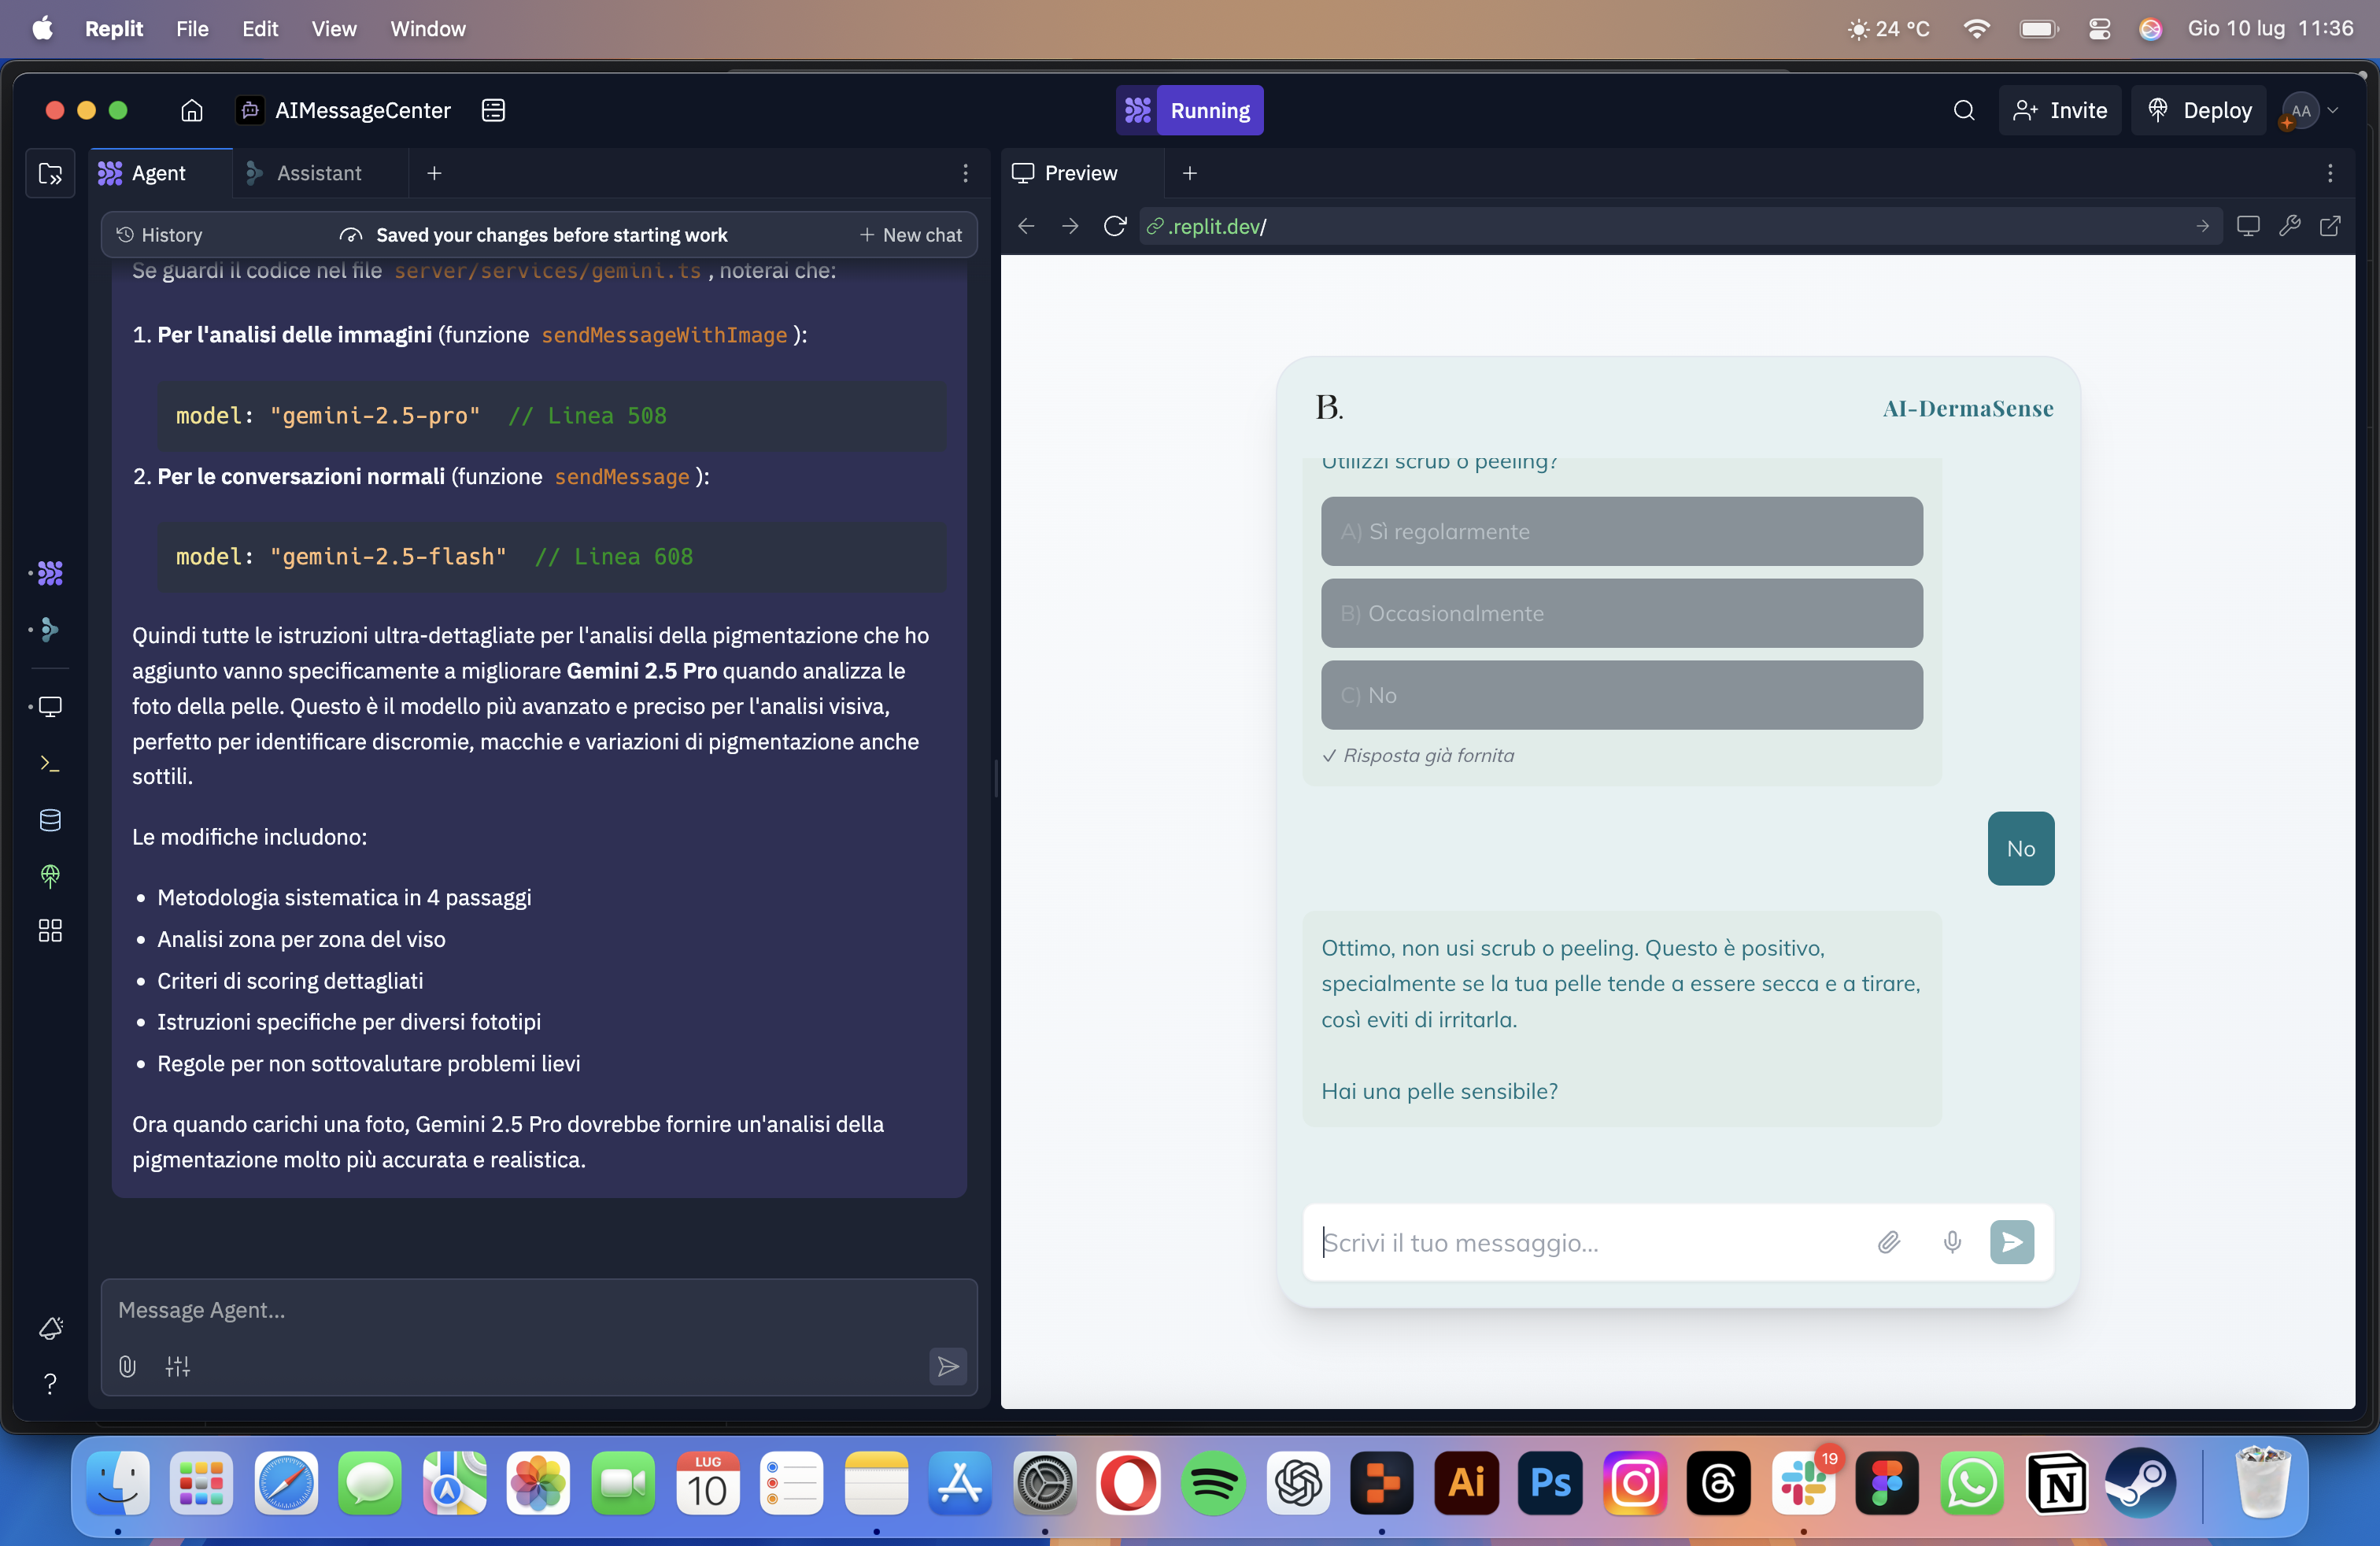 Replit File Edit View Window
24 °C
Gio 10 lug 11:36
AIMessageCenter
Running
Invite
Deploy
AA
Agent
Assistant
Preview
History
Saved your changes before starting work
New chat
.replit.dev/
Se guardi il codice nel file server/services/gemini.ts, noterai che:
1. Per l'analisi delle immagini (funzione sendMessageWithImage):
model: "gemini-2.5-pro" // Linea 508
2. Per le conversazioni normali (funzione sendMessage):
model: "gemini-2.5-flash" // Linea 608
Quindi tutte le istruzioni ultra-dettagliate per l'analisi della pigmentazione che ho
aggiunto vanno specificamente a migliorare Gemini 2.5 Pro quando analizza le
foto della pelle. Questo è il modello più avanzato e preciso per l'analisi visiva,
perfetto per identificare discromie, macchie e variazioni di pigmentazione anche
sottili.
Le modifiche includono:
• Metodologia sistematica in 4 passaggi
• Analisi zona per zona del viso
• Criteri di scoring dettagliati
• Istruzioni specifiche per diversi fototipi
• Regole per non sottovalutare problemi lievi
Ora quando carichi una foto, Gemini 2.5 Pro dovrebbe fornire un'analisi della
pigmentazione molto più accurata e realistica.
Message Agent...
B.
AI-DermaSense
Utilizzi scrub o peeling?
A) Sì regolarmente
B) Occasionalmente
C) No
✓ Risposta già fornita
No
Ottimo, non usi scrub o peeling. Questo è positivo,
specialmente se la tua pelle tende a essere secca e a tirare,
così eviti di irritarla.
Hai una pelle sensibile?
Scrivi il tuo messaggio...
LUG
10
Ai
Ps
19
N